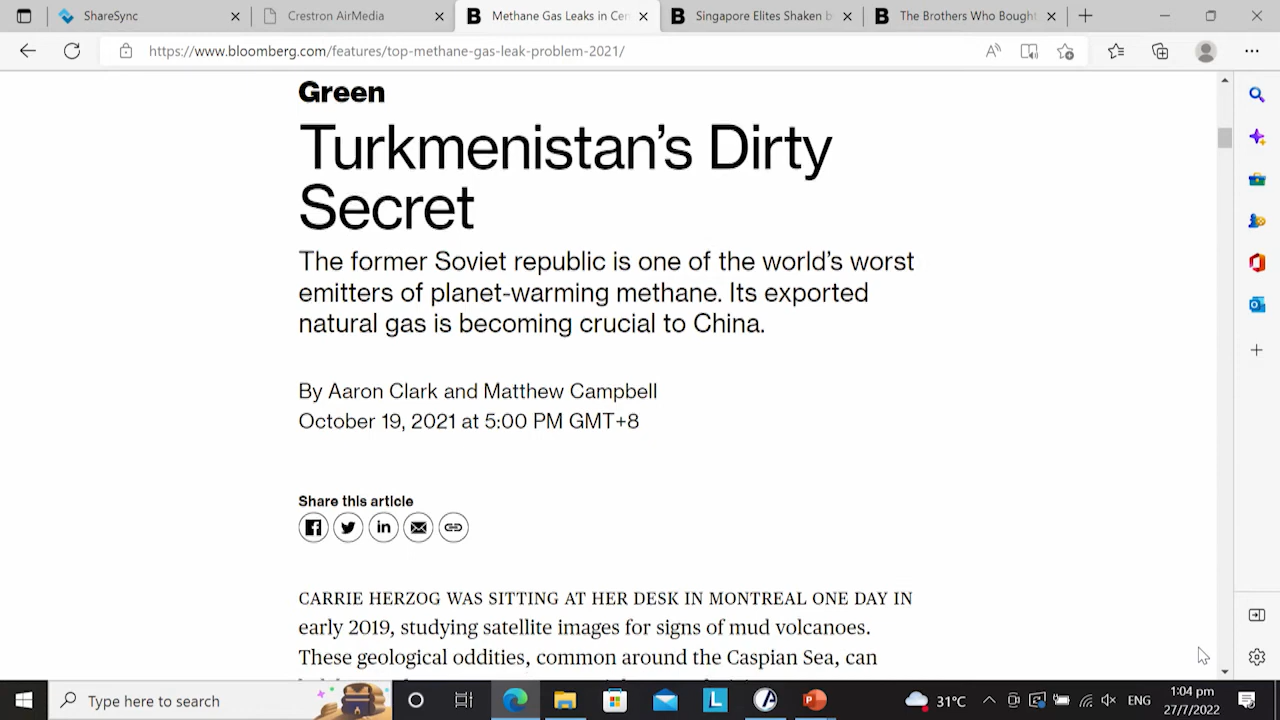 ShareSync
Crestron AirMedia
Methane Gas Leaks in Cen
Singapore Elites Shaken b
The Brothers Who Bought
https://www.bloomberg.com/features/top-methane-gas-leak-problem-2021/
Green
Turkmenistan’s Dirty
Secret
The former Soviet republic is one of the world’s worst
emitters of planet-warming methane. Its exported
natural gas is becoming crucial to China.
By Aaron Clark and Matthew Campbell
October 19, 2021 at 5:00 PM GMT+8
Share this article
CARRIE HERZOG WAS SITTING AT HER DESK IN MONTREAL ONE DAY IN
early 2019, studying satellite images for signs of mud volcanoes.
These geological oddities, common around the Caspian Sea, can
Type here to search
31°C
ENG
1:04 pm
27/7/2022